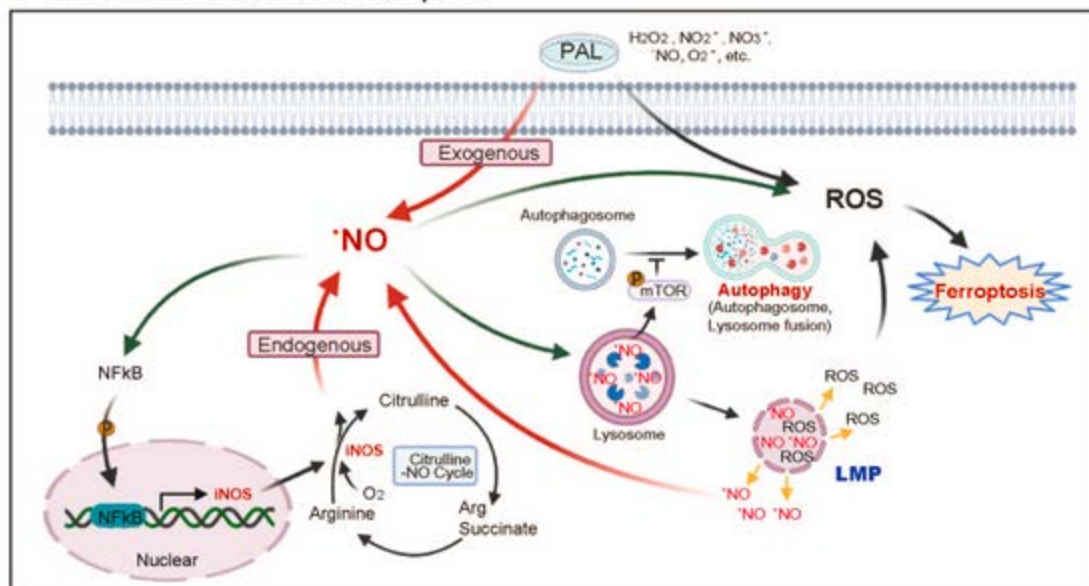 PAL
H2O2, NO2⁻, NO3⁻,
•NO, O2⁻, etc.
Exogenous
ROS
•NO
Autophagosome
P
mTOR
Autophagy
(Autophagosome,
Lysosome fusion)
Ferroptosis
Endogenous
NFkB
P
•NO
•NO •NO
•NO
Lysosome
Citrulline
iNOS
Citrulline
-NO Cycle
O2
Arginine
Arg
Succinate
iNOS
NFkB
Nuclear
ROS
ROS
ROS
•NO
ROS
•NO •NO
ROS
LMP
•NO
•NO •NO